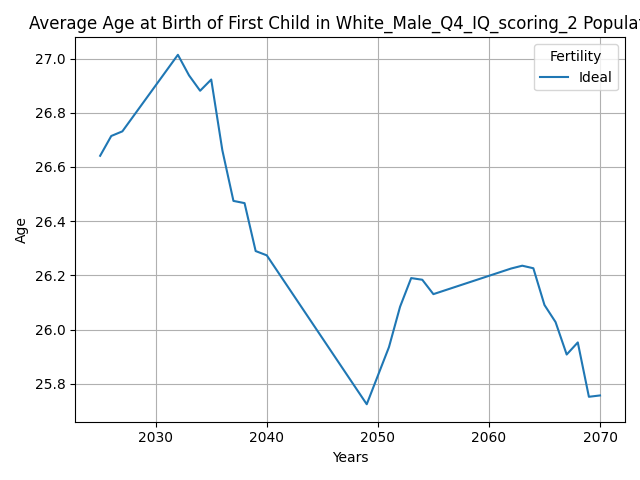 Average Age at Birth of First Child in White_Male_Q4_IQ_scoring_2
Fertility
Ideal
27.0
26.8
26.6
26.4
26.2
26.0
25.8
Age
2030 2040 2050 2060 2070
Years